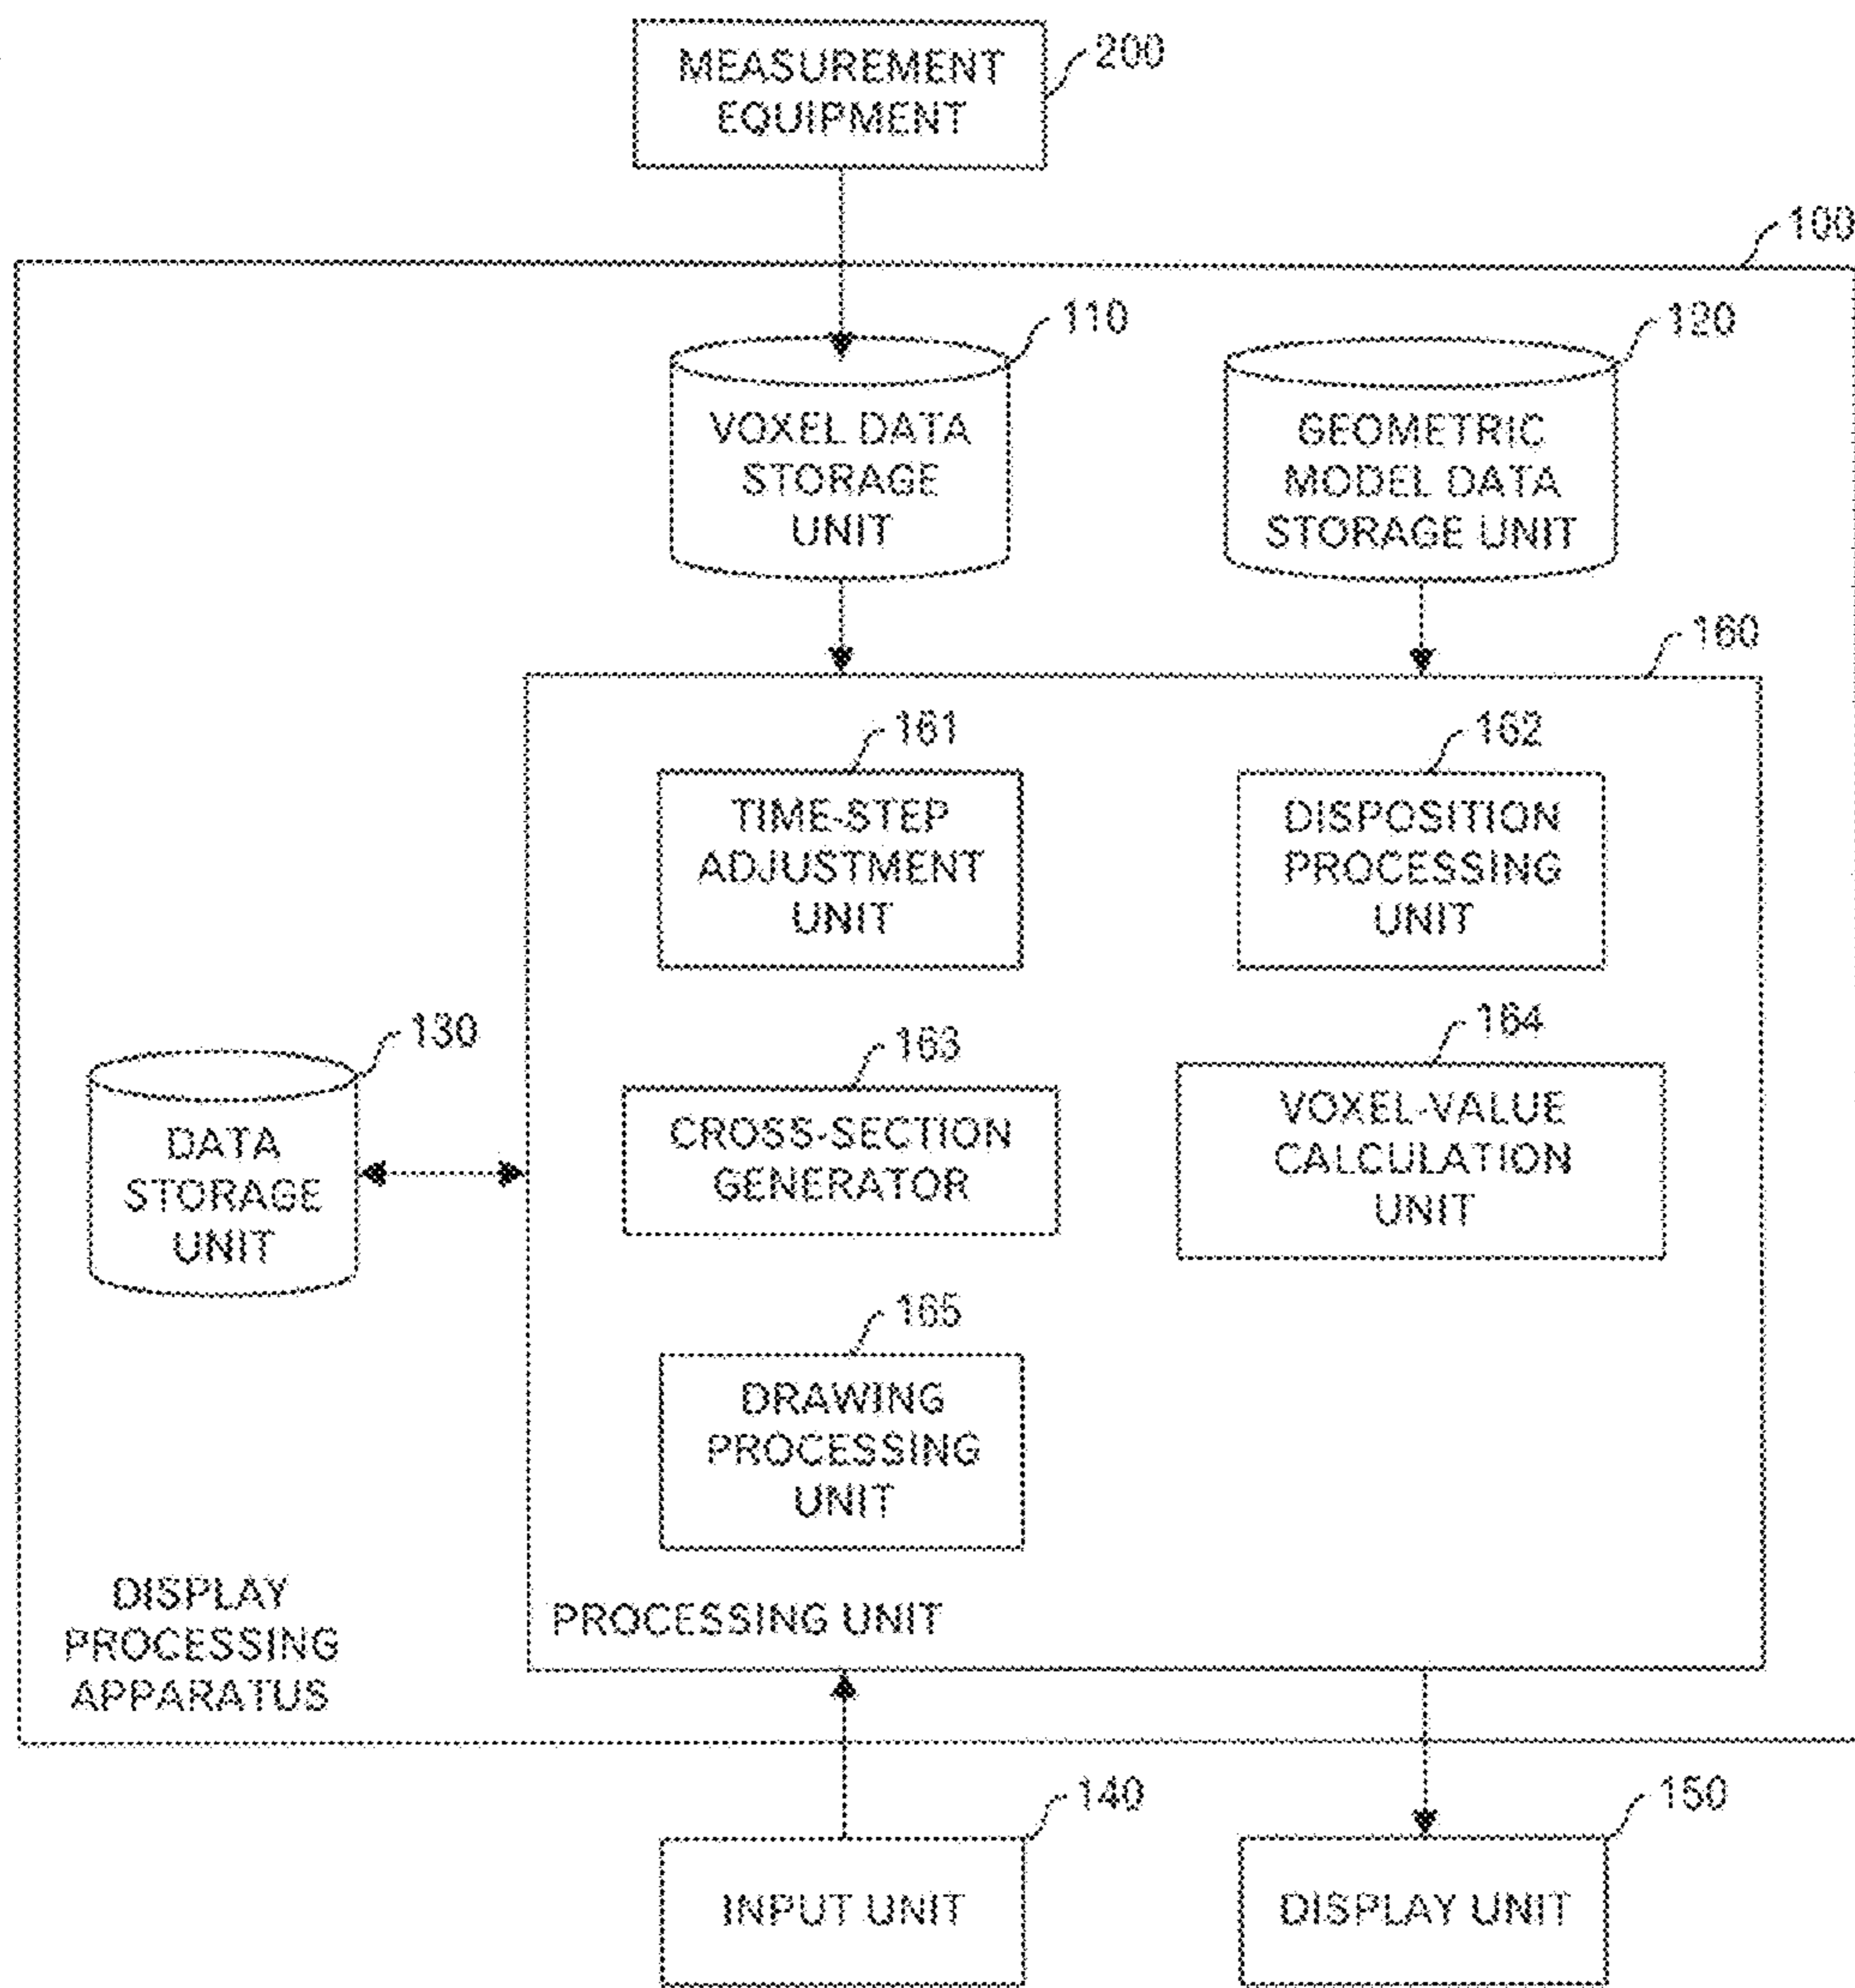 MEASUREMENT
EQUIPMENT
200
100
110
120
VOXEL DATA
STORAGE
UNIT
GEOMETRIC
MODEL DATA
STORAGE UNIT
160
161
162
TIME-STEP
ADJUSTMENT
UNIT
DISPOSITION
PROCESSING
UNIT
130
163
164
DATA
STORAGE
UNIT
CROSS-SECTION
GENERATOR
VOXEL-VALUE
CALCULATION
UNIT
165
DRAWING
PROCESSING
UNIT
DISPLAY
PROCESSING
APPARATUS
PROCESSING UNIT
140
150
INPUT UNIT
DISPLAY UNIT